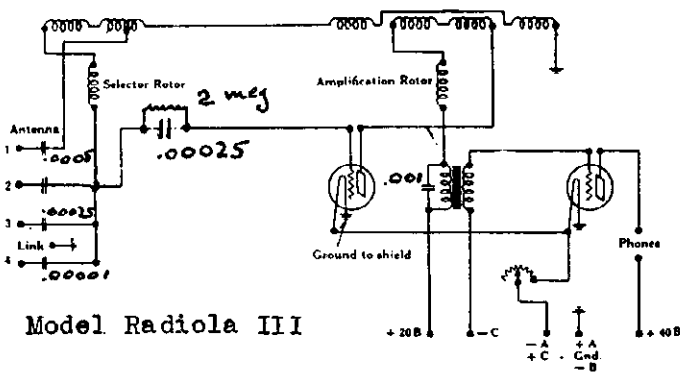 Selector Rotor
Amplification Rotor
2 meg
Antenna
1
.0005
.00025
.001
2
.00025
3
Link
4
.00001
Ground to shield
Phones
Model Radiola III
+ 20 B
- C
- A
+ C
+ A
- Gnd.
- B
+ 40 B